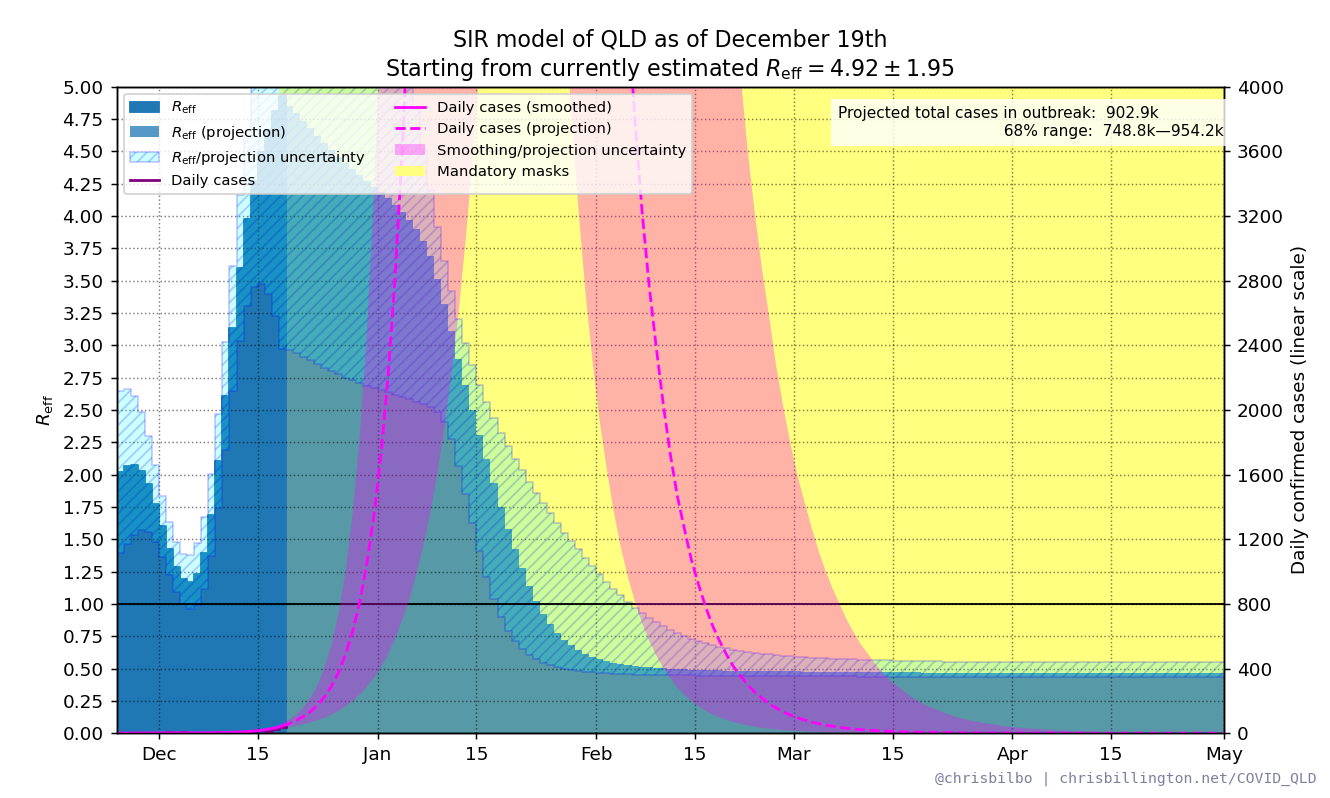 SIR model of QLD as of December 19th
Starting from currently estimated Reff = 4.92 ± 1.95
Reff
Reff (projection)
Reff/projection uncertainty
Daily cases
Daily cases (smoothed)
Daily cases (projection)
Smoothing/projection uncertainty
Mandatory masks
Projected total cases in outbreak: 902.9k
68% range: 748.8k—954.2k
Reff
5.00
4.75
4.50
4.25
4.00
3.75
3.50
3.25
3.00
2.75
2.50
2.25
2.00
1.75
1.50
1.25
1.00
0.75
0.50
0.25
0.00
4000
3600
3200
2800
2400
2000
1600
1200
800
400
0
Daily confirmed cases (linear scale)
Dec 15 Jan 15 Feb 15 Mar 15 Apr 15 May
@chrisbilbo | chrisbillington.net/COVID_QLD